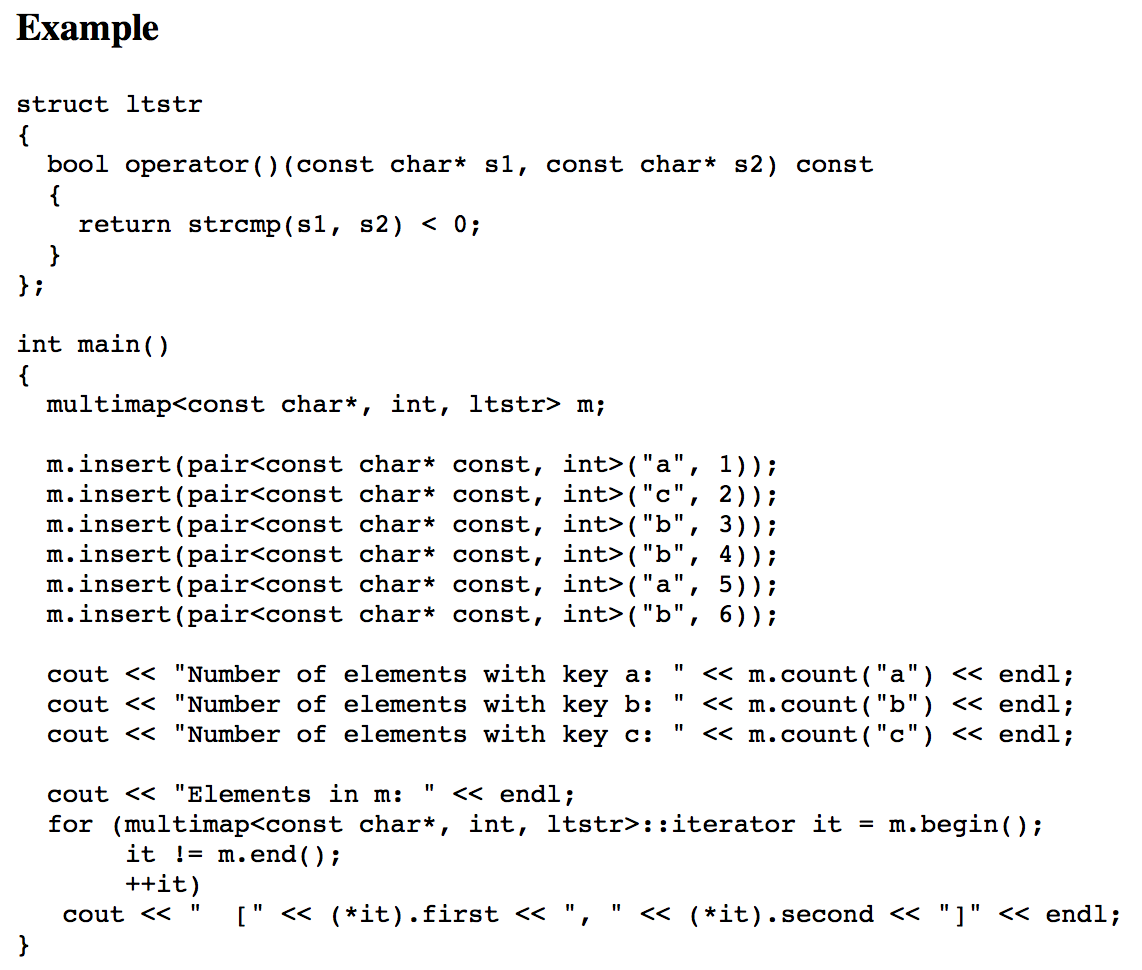 Example
struct ltstr
{
  bool operator()(const char* s1, const char* s2) const
  {
    return strcmp(s1, s2) < 0;
  }
};
int main()
{
  multimap<const char*, int, ltstr> m;
  m.insert(pair<const char* const, int>("a", 1));
  m.insert(pair<const char* const, int>("c", 2));
  m.insert(pair<const char* const, int>("b", 3));
  m.insert(pair<const char* const, int>("b", 4));
  m.insert(pair<const char* const, int>("a", 5));
  m.insert(pair<const char* const, int>("b", 6));
  cout << "Number of elements with key a: " << m.count("a") << endl;
  cout << "Number of elements with key b: " << m.count("b") << endl;
  cout << "Number of elements with key c: " << m.count("c") << endl;
  cout << "Elements in m: " << endl;
  for (multimap<const char*, int, ltstr>::iterator it = m.begin();
       it != m.end();
       ++it)
   cout << "  [" << (*it).first << ", " << (*it).second << "]" << endl;
}